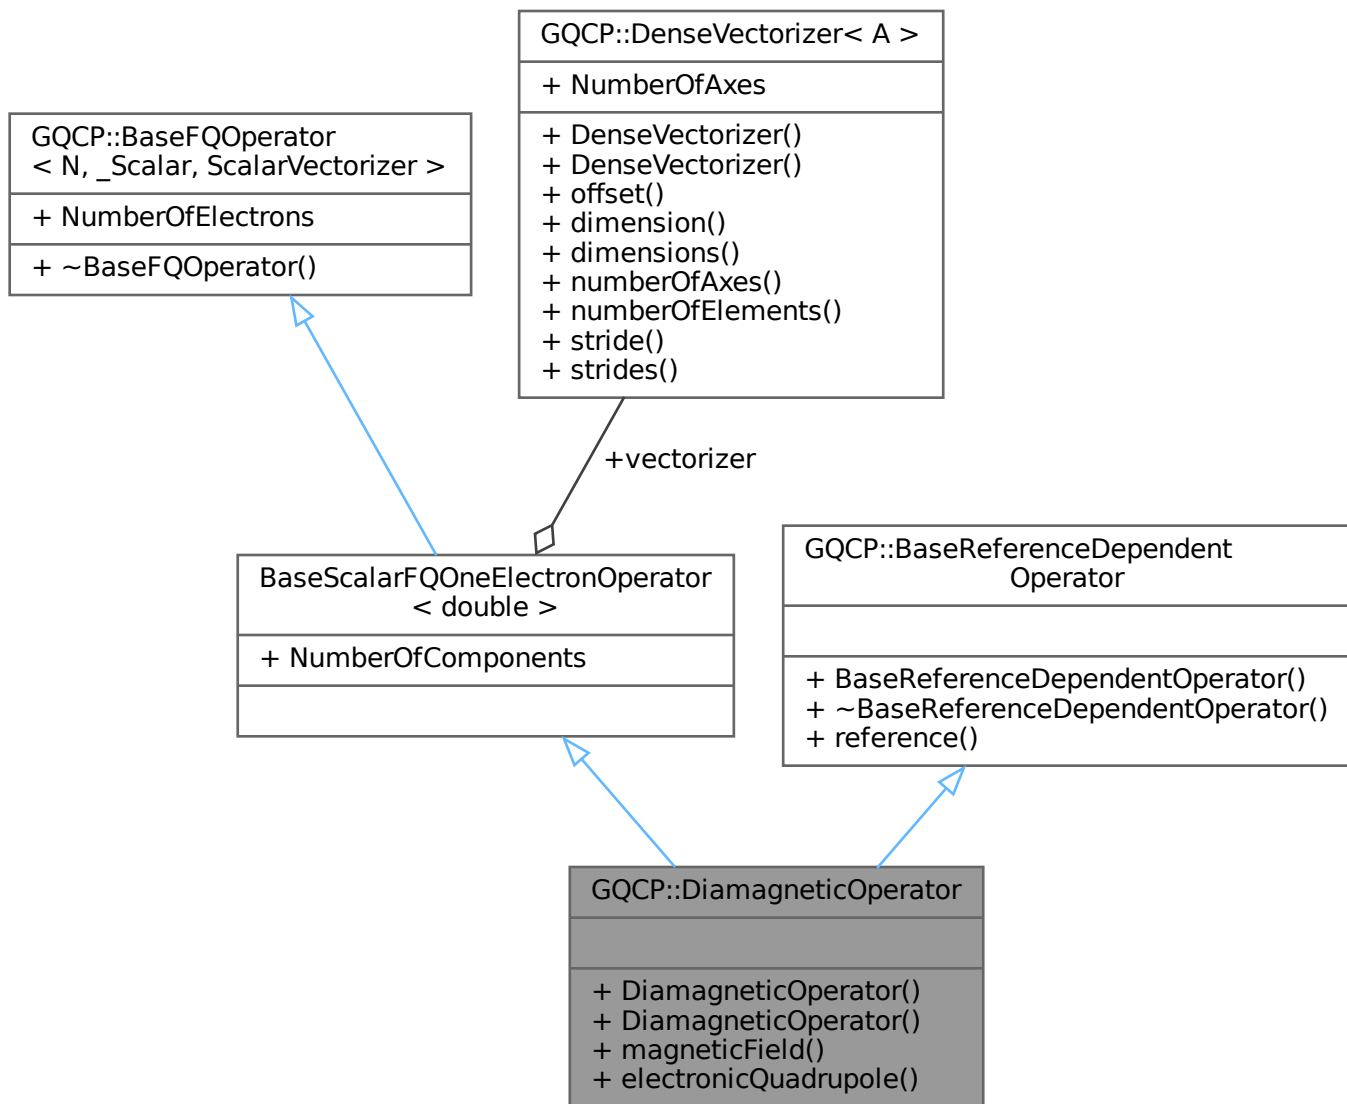 GQCP::DenseVectorizer< A >
+ NumberOfAxes
+ DenseVectorizer()
+ DenseVectorizer()
+ offset()
+ dimension()
+ dimensions()
+ numberOfAxes()
+ numberOfElements()
+ stride()
+ strides()
GQCP::BaseFQOperator
< N, _Scalar, ScalarVectorizer >
+ NumberOfElectrons
+ ~BaseFQOperator()
+vectorizer
BaseScalarFQOneElectronOperator
< double >
+ NumberOfComponents
GQCP::BaseReferenceDependent
Operator
+ BaseReferenceDependentOperator()
+ ~BaseReferenceDependentOperator()
+ reference()
GQCP::DiamagneticOperator
+ DiamagneticOperator()
+ DiamagneticOperator()
+ magneticField()
+ electronicQuadrupole()